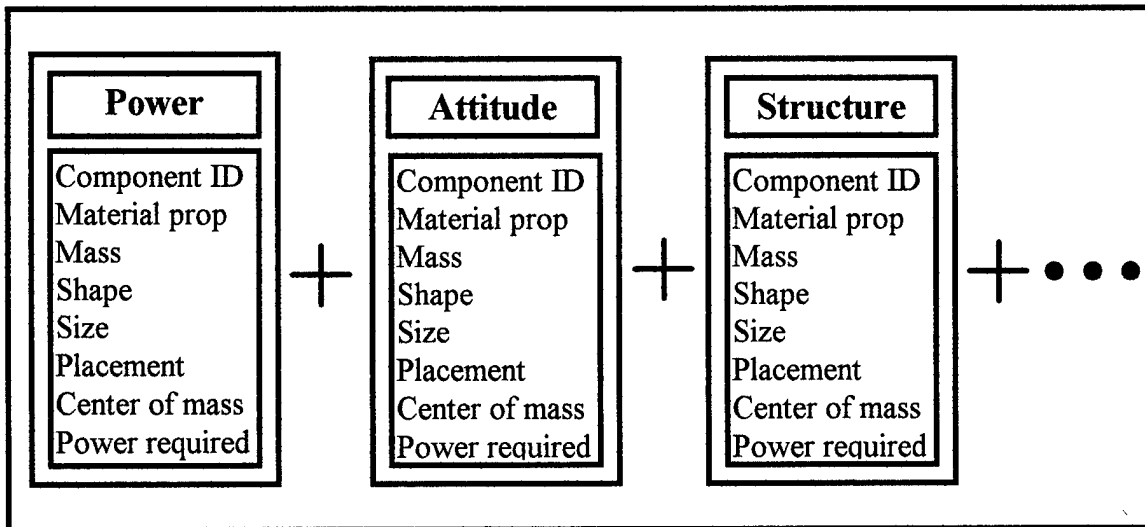 Power
Component ID
Material prop
Mass
Shape
Size
Placement
Center of mass
Power required
+
Attitude
Component ID
Material prop
Mass
Shape
Size
Placement
Center of mass
Power required
+
Structure
Component ID
Material prop
Mass
Shape
Size
Placement
Center of mass
Power required
+ • • •